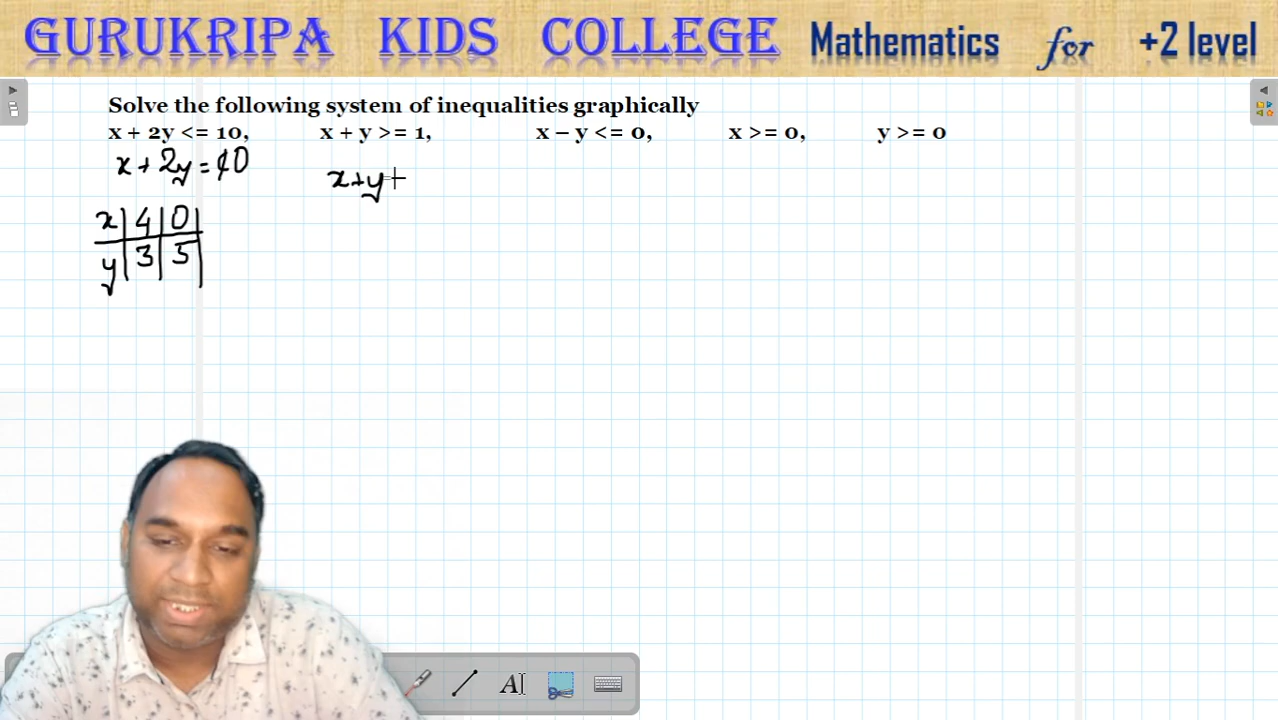 GURUKRIPA KIDS COLLEGE Mathematics for +2 level
Solve the following system of inequalities graphically
x + 2y <= 10, x + y >= 1, x – y <= 0, x >= 0, y >= 0
x + 2y = 10
x + y +
x | 4 | 0 |
y | 3 | 5 |
A